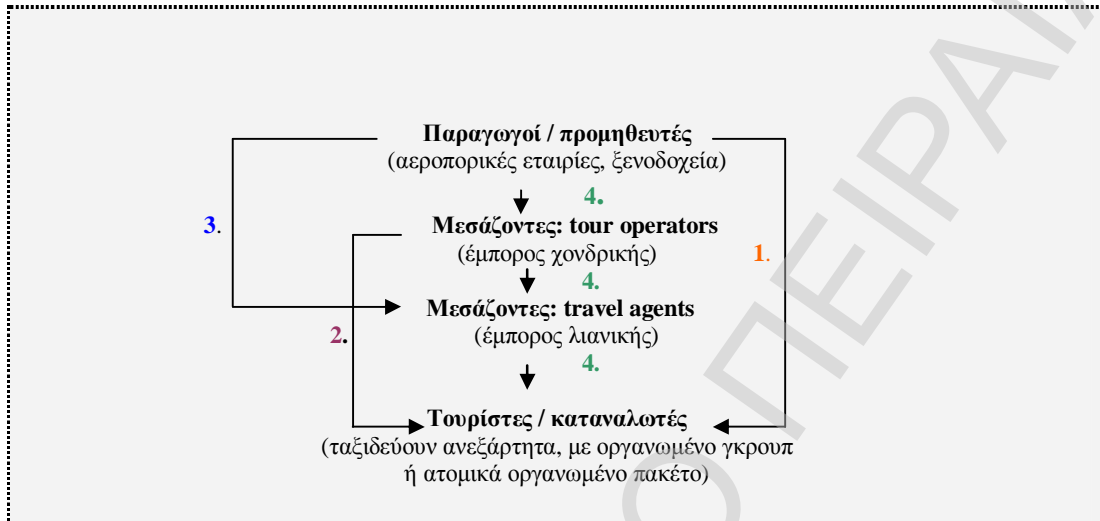 Παραγωγοί / προμηθευτές
(αεροπορικές εταιρίες, ξενοδοχεία)
4.
3.
Μεσάζοντες: tour operators
(έμπορος χονδρικής)
1.
4.
Μεσάζοντες: travel agents
2.
(έμπορος λιανικής)
4.
Τουρίστες / καταναλωτές
(ταξιδεύουν ανεξάρτητα, με οργανωμένο γκρουπ
ή ατομικά οργανωμένο πακέτο)